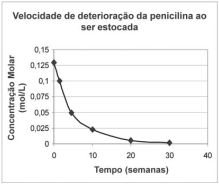 Velocidade de deterioração da penicilina ao
ser estocada
Concentração Molar
(mol/L)
0,15
0,125
0,1
0,075
0,05
0,025
0
0
10
20
30
40
Tempo (semanas)